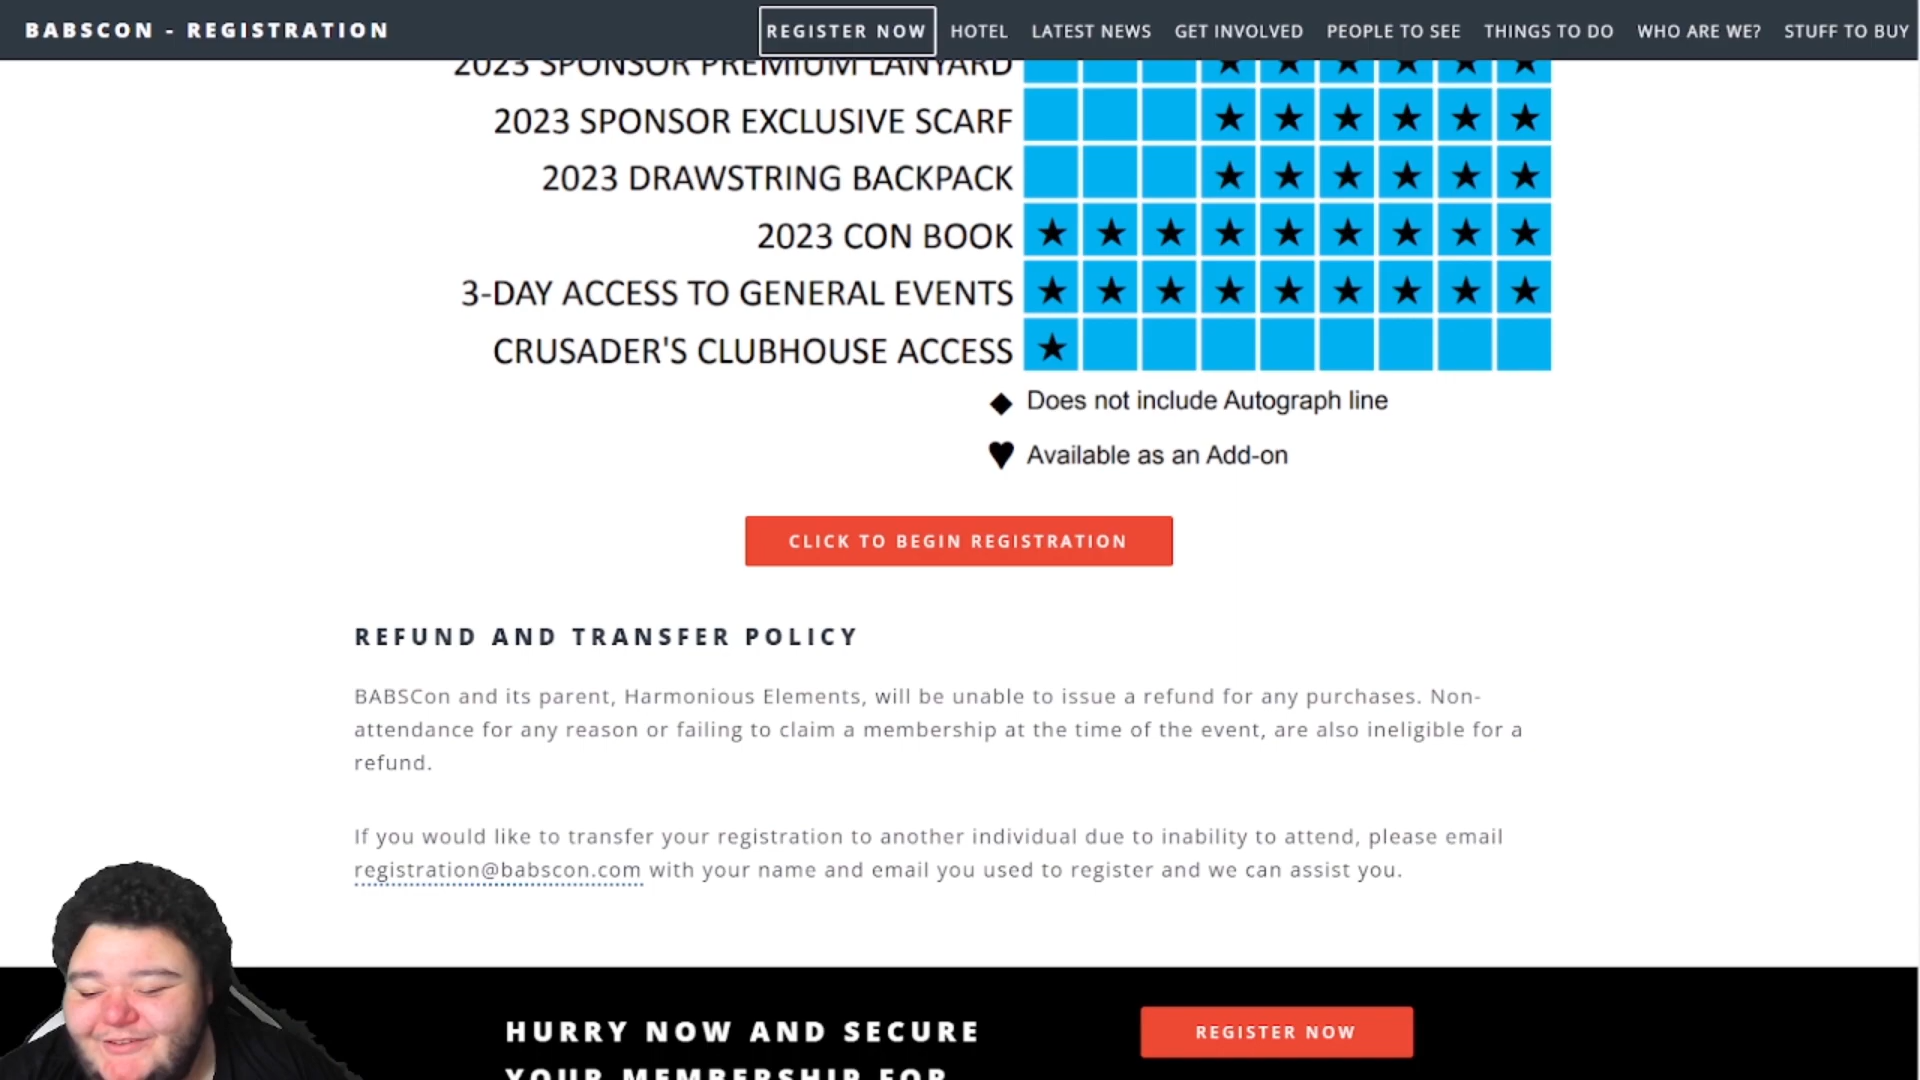 BABSCON - REGISTRATION
REGISTER NOW
HOTEL
LATEST NEWS
GET INVOLVED
PEOPLE TO SEE
THINGS TO DO
WHO ARE WE?
STUFF TO BUY
2023 SPONSOR PREMIUM LANYARD
2023 SPONSOR EXCLUSIVE SCARF
2023 DRAWSTRING BACKPACK
2023 CON BOOK
3-DAY ACCESS TO GENERAL EVENTS
CRUSADER'S CLUBHOUSE ACCESS
Does not include Autograph line
Available as an Add-on
CLICK TO BEGIN REGISTRATION
REFUND AND TRANSFER POLICY
BABSCon and its parent, Harmonious Elements, will be unable to issue a refund for any purchases. Non-
attendance for any reason or failing to claim a membership at the time of the event, are also ineligible for a
refund.
If you would like to transfer your registration to another individual due to inability to attend, please email
registration@babscon.com with your name and email you used to register and we can assist you.
HURRY NOW AND SECURE
YOUR MEMBERSHIP FOR
REGISTER NOW